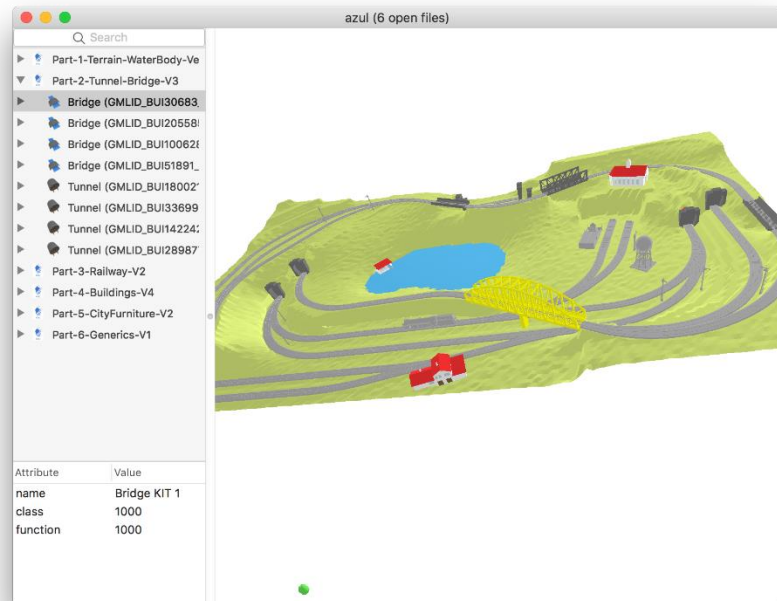 azul (6 open files)
Search
Part-1-Terrain-WaterBody-Ve
Part-2-Tunnel-Bridge-V3
Bridge (GMLID_BUI30683_
Bridge (GMLID_BUI20558
Bridge (GMLID_BUI100628
Bridge (GMLID_BUI51891_
Tunnel (GMLID_BUI18002
Tunnel (GMLID_BUI33699
Tunnel (GMLID_BUI142242
Tunnel (GMLID_BUI28987
Part-3-Railway-V2
Part-4-Buildings-V4
Part-5-CityFurniture-V2
Part-6-Generics-V1
Attribute Value
name Bridge KIT 1
class 1000
function 1000